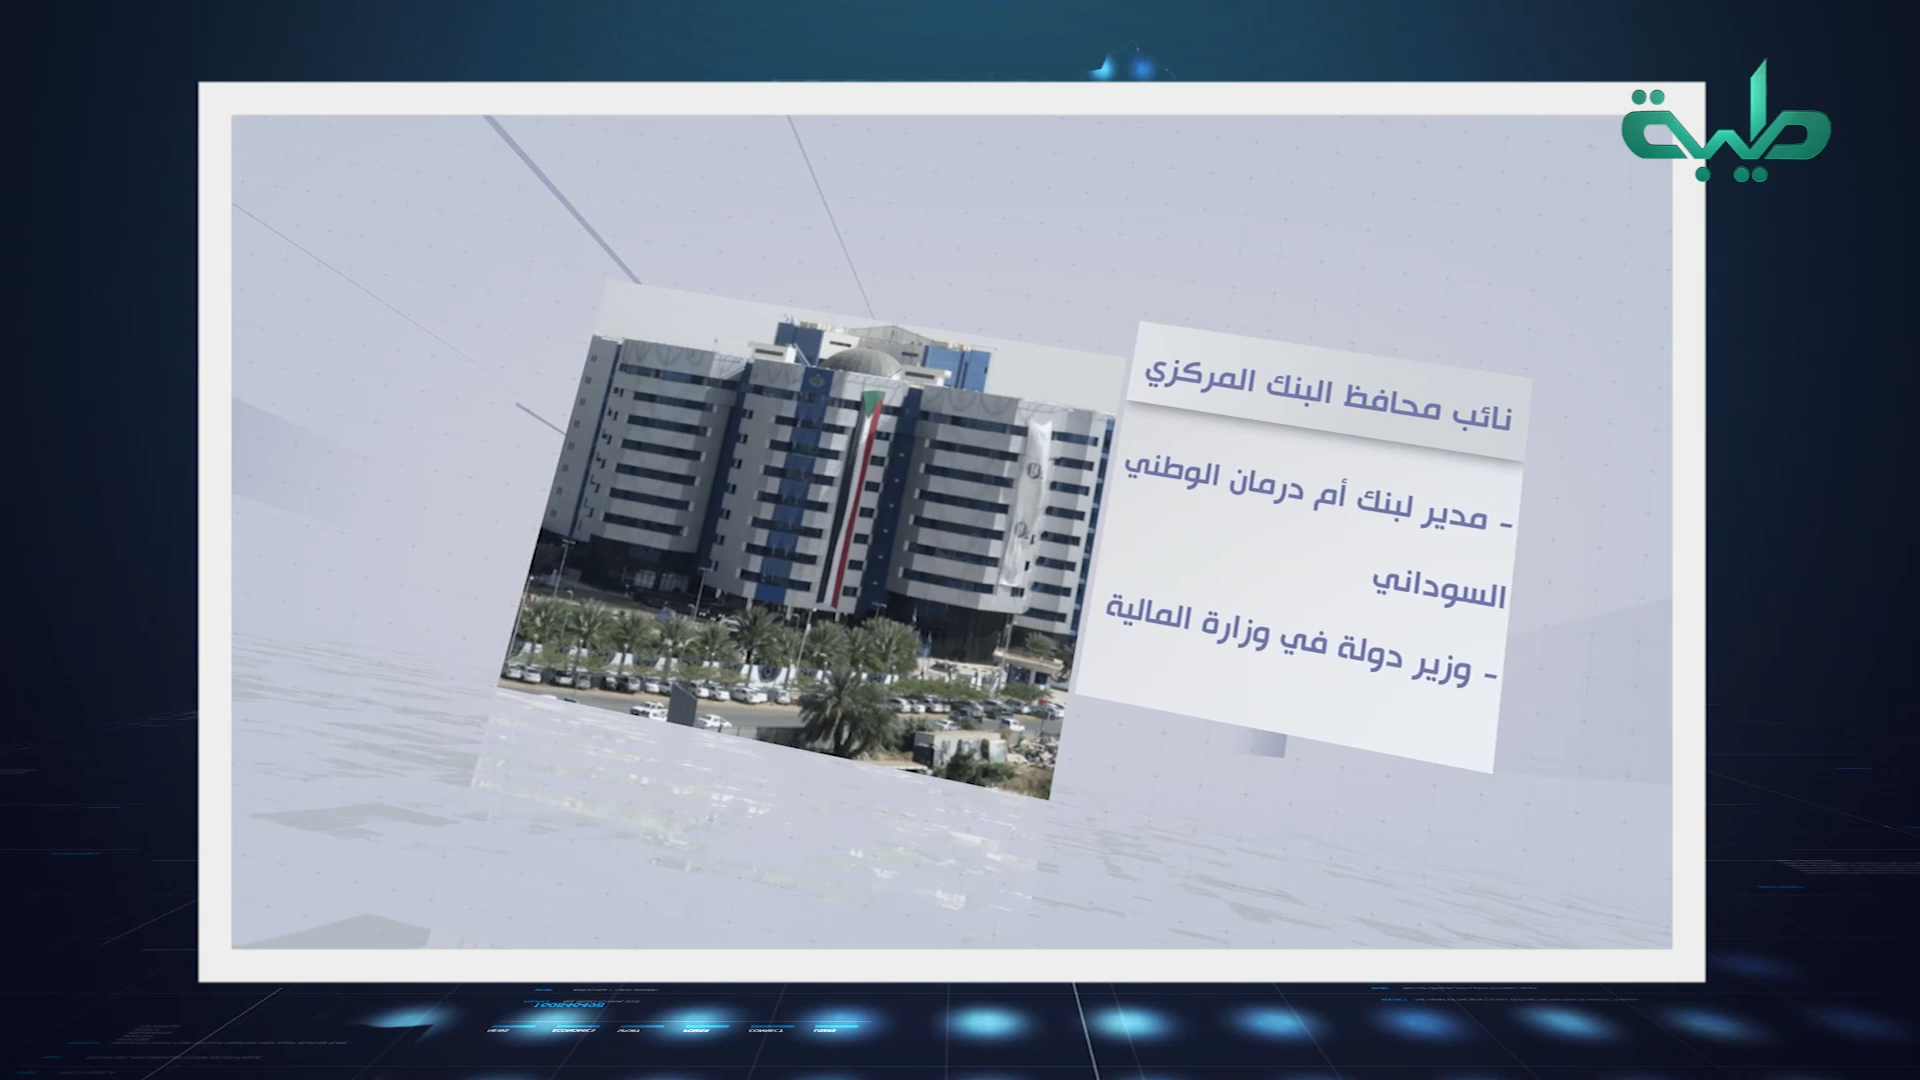 طيبة
نائب محافظ البنك المركزي
- مدير لبنك أم درمان الوطني
السوداني
- وزير دولة في وزارة المالية